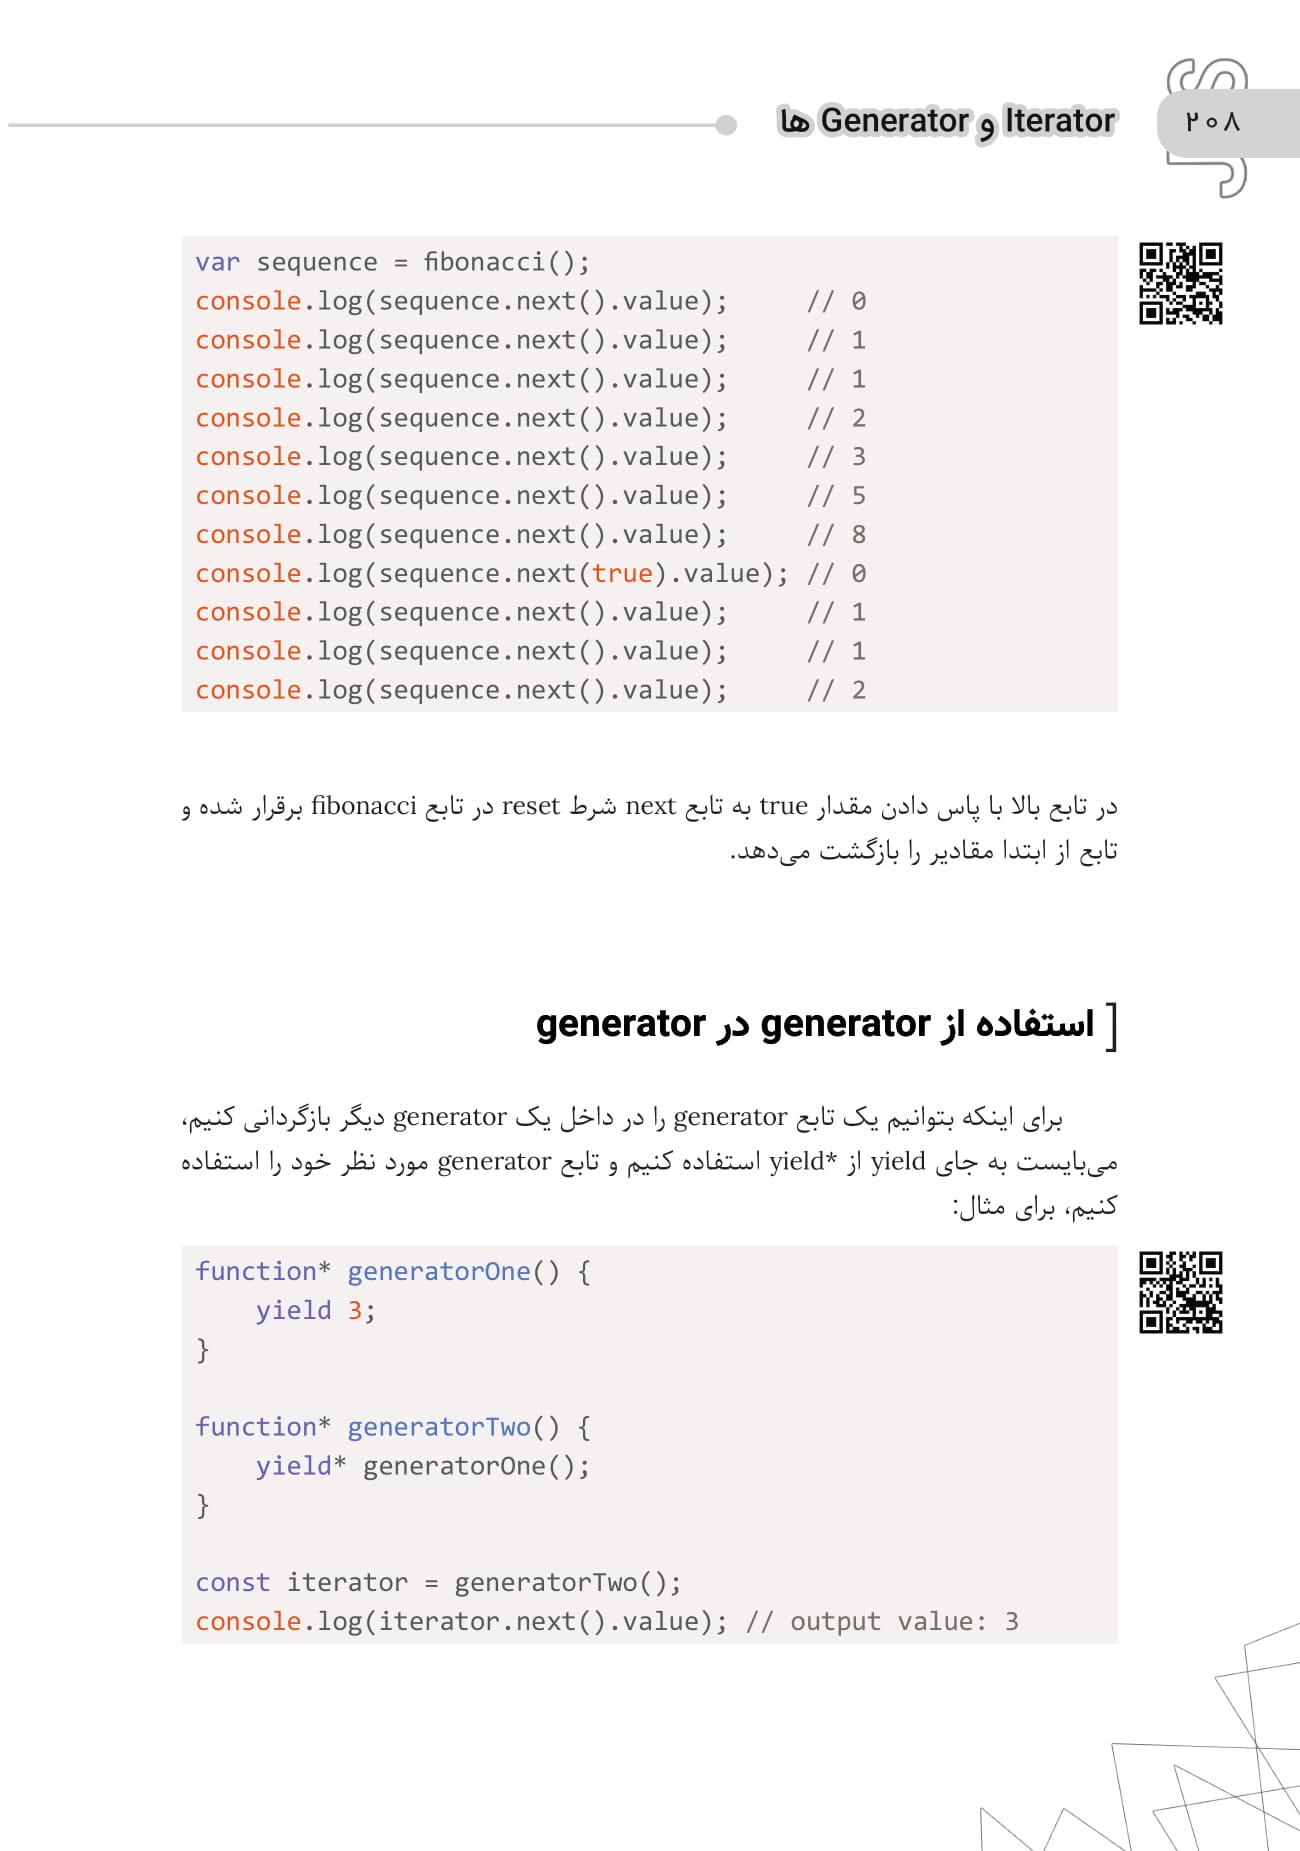 Iterator و Generator ها
۲۰۸
JS
var sequence = fibonacci();
console.log(sequence.next().value);     // 0
console.log(sequence.next().value);     // 1
console.log(sequence.next().value);     // 1
console.log(sequence.next().value);     // 2
console.log(sequence.next().value);     // 3
console.log(sequence.next().value);     // 5
console.log(sequence.next().value);     // 8
console.log(sequence.next(true).value); // 0
console.log(sequence.next().value);     // 1
console.log(sequence.next().value);     // 1
console.log(sequence.next().value);     // 2
در تابع بالا با پاس دادن مقدار true به تابع next شرط reset در تابع fibonacci برقرار شده و
تابع از ابتدا مقادیر را بازگشت می‌دهد.
[ استفاده از generator در generator
برای اینکه بتوانیم یک تابع generator را در داخل یک generator دیگر بازگردانی کنیم،
می‌بایست به جای yield از *yield استفاده کنیم و تابع generator مورد نظر خود را استفاده
کنیم، برای مثال:
function* generatorOne() {
    yield 3;
}
function* generatorTwo() {
    yield* generatorOne();
}
const iterator = generatorTwo();
console.log(iterator.next().value); // output value: 3